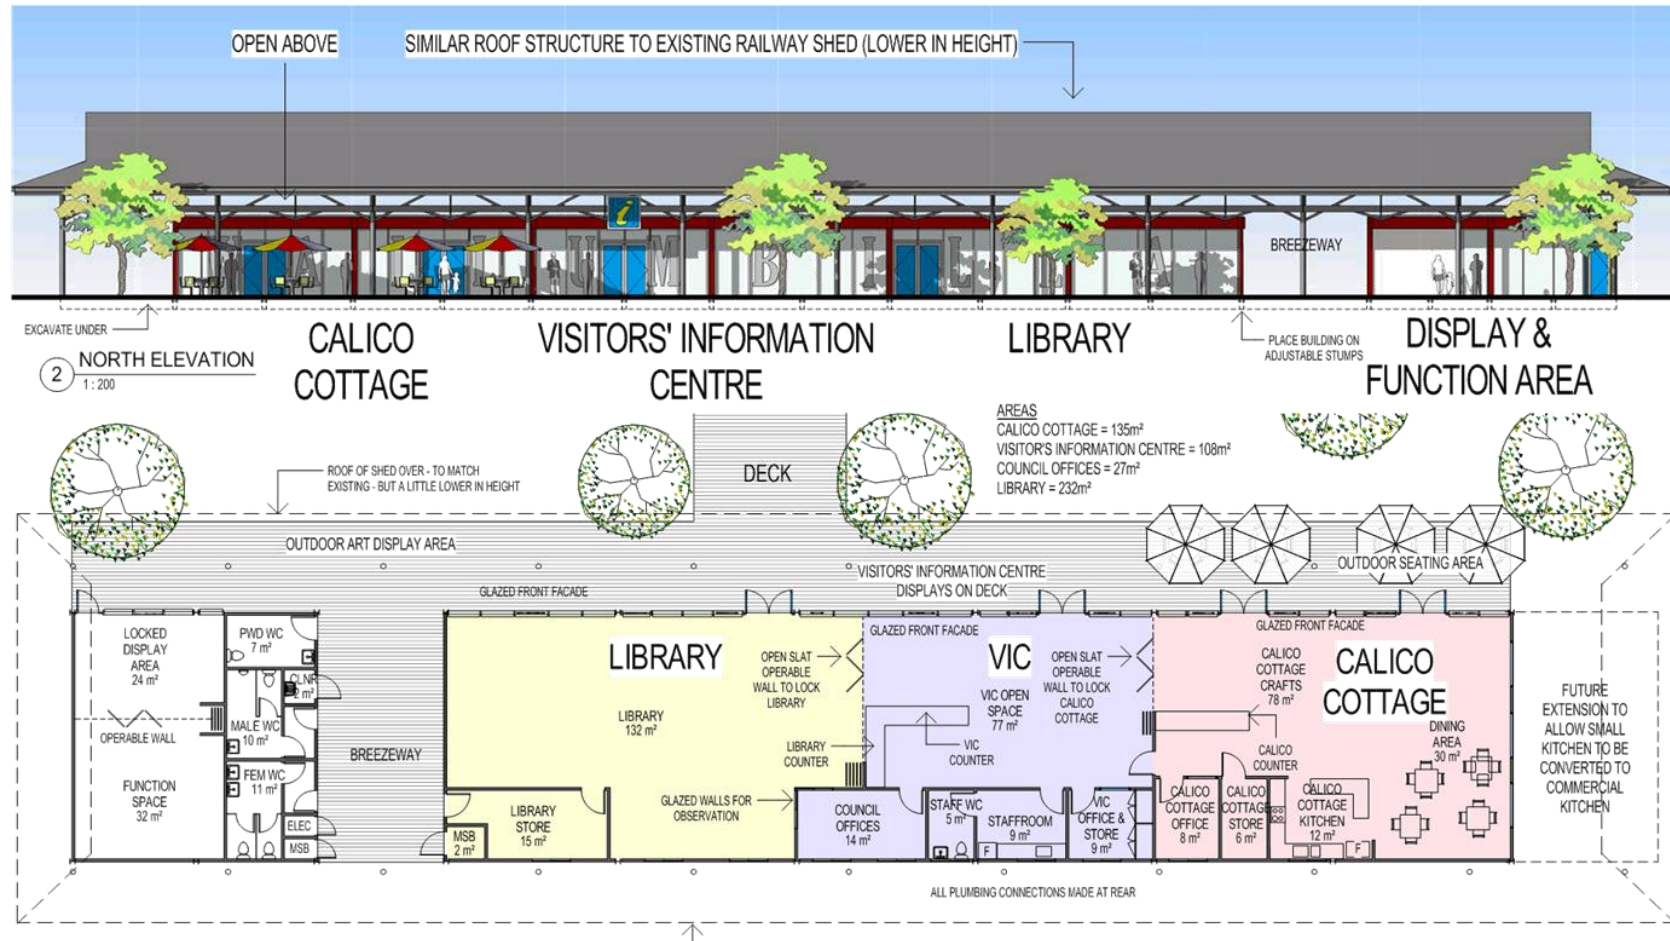 OPEN ABOVE
SIMILAR ROOF STRUCTURE TO EXISTING RAILWAY SHED (LOWER IN HEIGHT)
i
BREEZEWAY
EXCAVATE UNDER
2 NORTH ELEVATION
1 : 200
CALICO
COTTAGE
VISITORS' INFORMATION
CENTRE
LIBRARY
PLACE BUILDING ON
ADJUSTABLE STUMPS
DISPLAY &
FUNCTION AREA
AREAS
CALICO COTTAGE = 135m²
VISITOR'S INFORMATION CENTRE = 108m²
COUNCIL OFFICES = 27m²
LIBRARY = 232m²
DECK
ROOF OF SHED OVER - TO MATCH
EXISTING - BUT A LITTLE LOWER IN HEIGHT
OUTDOOR ART DISPLAY AREA
VISITORS' INFORMATION CENTRE
DISPLAYS ON DECK
OUTDOOR SEATING AREA
GLAZED FRONT FACADE
GLAZED FRONT FACADE
GLAZED FRONT FACADE
LOCKED
DISPLAY
AREA
24 m²
OPERABLE WALL
FUNCTION
SPACE
32 m²
PWD WC
7 m²
CLNR
2 m²
MALE WC
10 m²
FEM WC
11 m²
ELEC
MSB
BREEZEWAY
LIBRARY
LIBRARY
132 m²
OPEN SLAT
OPERABLE
WALL TO LOCK
LIBRARY
LIBRARY
COUNTER
GLAZED WALLS FOR
OBSERVATION
MSB
2 m²
LIBRARY
STORE
15 m²
VIC
VIC OPEN
SPACE
77 m²
OPEN SLAT
OPERABLE
WALL TO LOCK
CALICO
COTTAGE
VIC
COUNTER
COUNCIL
OFFICES
14 m²
STAFF WC
5 m²
STAFFROOM
9 m²
F
VIC
OFFICE &
STORE
9 m²
CALICO
COTTAGE
CRAFTS
78 m²
CALICO
COTTAGE
CALICO
COUNTER
DINING
AREA
30 m²
CALICO
COTTAGE
OFFICE
8 m²
CALICO
COTTAGE
STORE
6 m²
CALICO
COTTAGE
KITCHEN
12 m²
F
FUTURE
EXTENSION TO
ALLOW SMALL
KITCHEN TO BE
CONVERTED TO
COMMERCIAL
KITCHEN
ALL PLUMBING CONNECTIONS MADE AT REAR